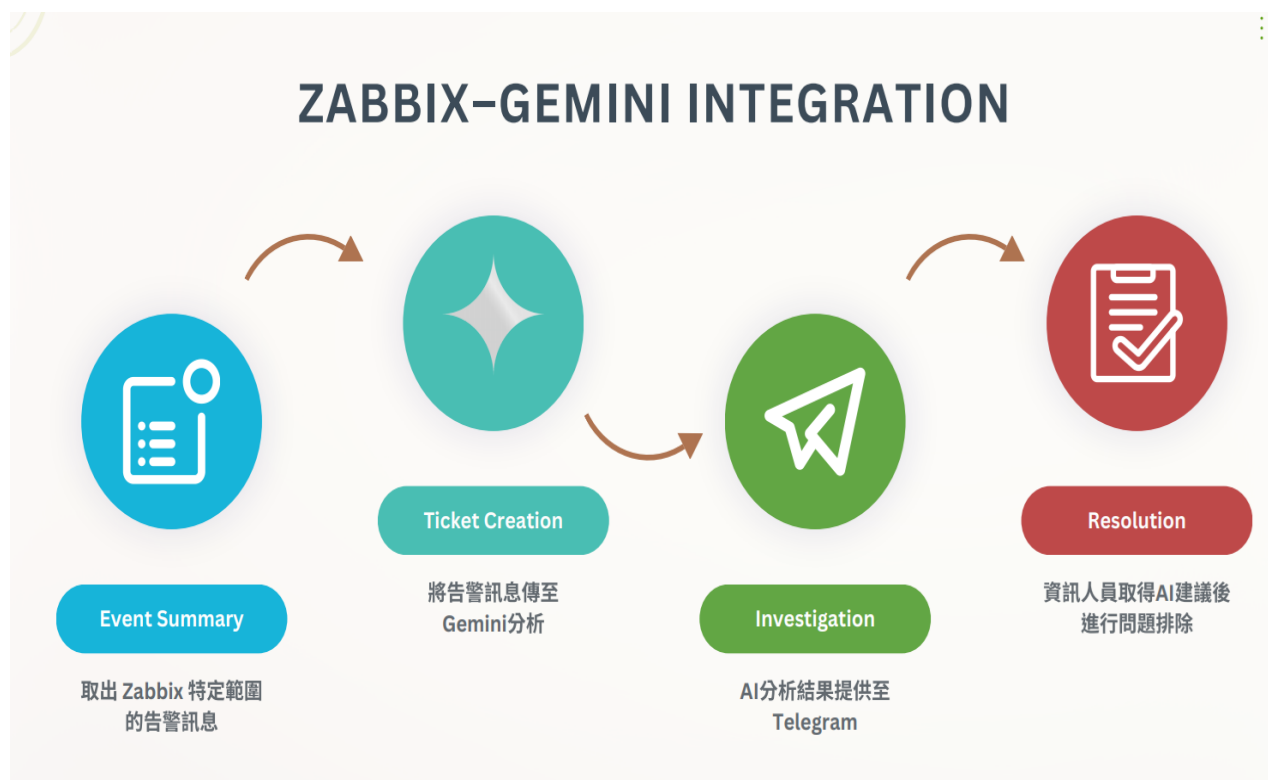 ZABBIX–GEMINI INTEGRATION
Event Summary
取出 Zabbix 特定範圍
的告警訊息
Ticket Creation
將告警訊息傳至
Gemini分析
Investigation
AI分析結果提供至
Telegram
Resolution
資訊人員取得AI建議後
進行問題排除